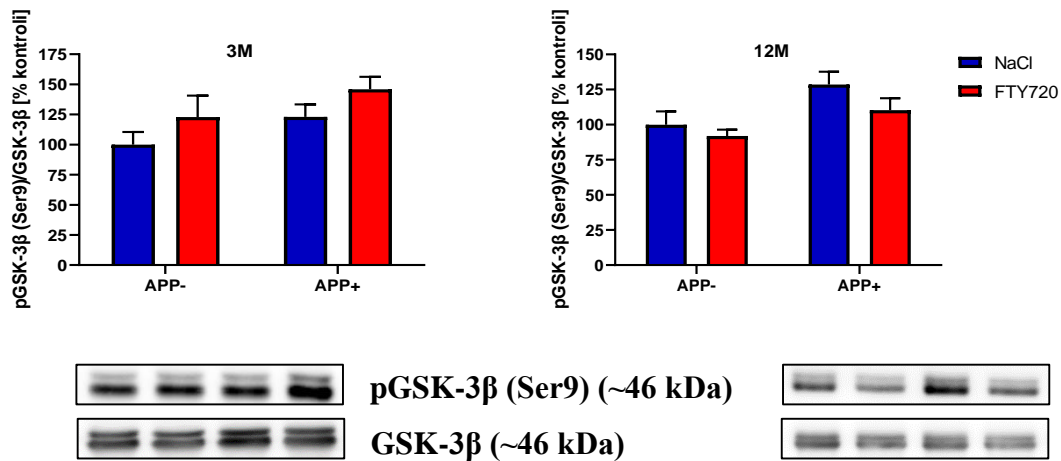 pGSK-3β (Ser9)/GSK-3β [% kontroli]
3M
175
150
125
100
75
50
25
0
APP-
APP+
pGSK-3β (Ser9)/GSK-3β [% kontroli]
12M
150
125
100
75
50
25
0
APP-
APP+
NaCl
FTY720
pGSK-3β (Ser9) (~46 kDa)
GSK-3β (~46 kDa)